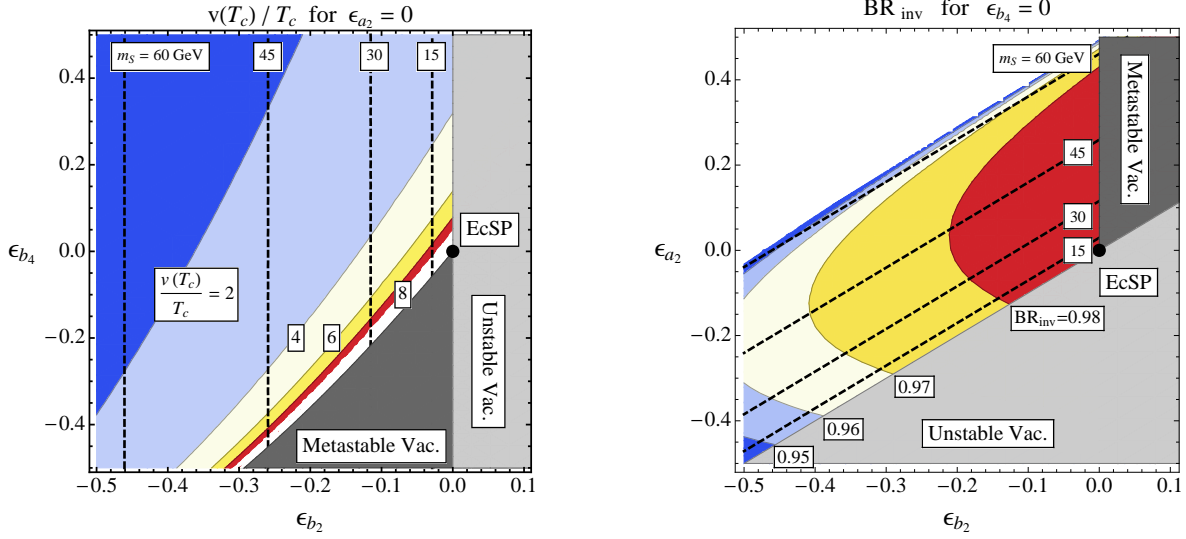 v(T_c) / T_c for ϵ_{a_2} = 0
m_S = 60 GeV
45
30
15
0.4
0.2
0.0
−0.2
−0.4
ϵ_{b_4}
EcSP
v(T_c)/T_c = 2
4
6
8
Unstable Vac.
Metastable Vac.
−0.5 −0.4 −0.3 −0.2 −0.1 0.0 0.1
ϵ_{b_2}
BR inv for ϵ_{b_4} = 0
m_S = 60 GeV
Metastable Vac.
45
30
15
0.4
0.2
0.0
−0.2
−0.4
ϵ_{a_2}
EcSP
BR_{inv}=0.98
0.97
0.96
0.95
Unstable Vac.
−0.5 −0.4 −0.3 −0.2 −0.1 0.0 0.1
ϵ_{b_2}